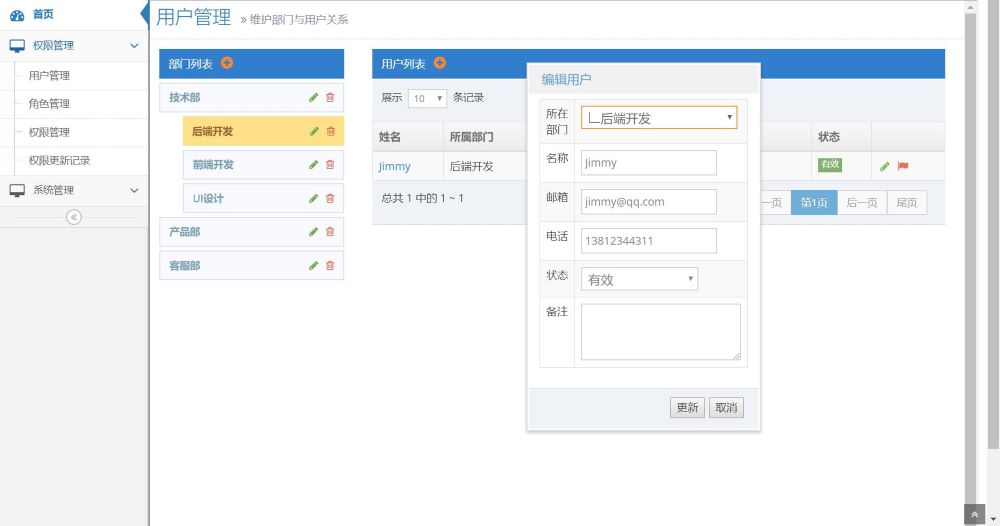 首页
权限管理
用户管理
角色管理
权限管理
权限更新记录
系统管理
用户管理 » 维护部门与用户关系
部门列表
技术部
后端开发
前端开发
UI设计
产品部
客服部
用户列表
展示 10 条记录
姓名 所属部门 状态
Jimmy 后端开发 有效
总共 1 中的 1 ~ 1
一页 第1页 后一页 尾页
编辑用户
所在部门 后端开发
名称 Jimmy
邮箱 jimmy@qq.com
电话 13812344311
状态 有效
备注
更新 取消